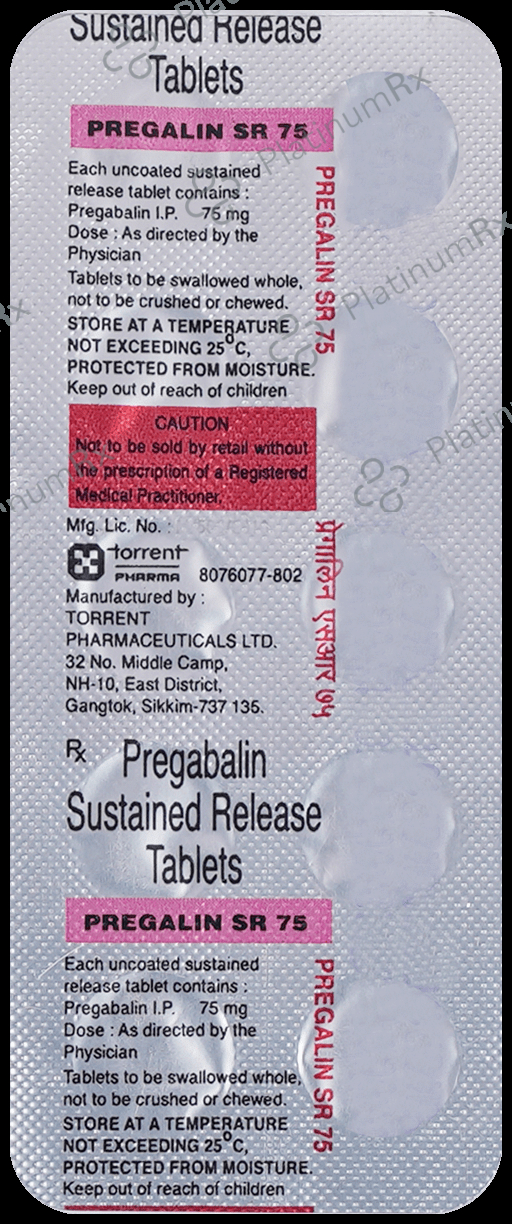 Sustained Release
Tablets
PREGALIN SR 75
Each uncoated sustained
release tablet contains :
Pregabalin I.P. 75 mg
Dose : As directed by the
Physician
Tablets to be swallowed whole,
not to be crushed or chewed.
STORE AT A TEMPERATURE
NOT EXCEEDING 25°C,
PROTECTED FROM MOISTURE.
Keep out of reach of children
PREGALIN SR 75
CAUTION
Not to be sold by retail without
the prescription of a Registered
Medical Practitioner.
Mfg. Lic. No. :
torrent
PHARMA 8076077-802
Manufactured by :
TORRENT
PHARMACEUTICALS LTD.
32 No. Middle Camp,
NH-10, East District,
Gangtok, Sikkim-737 135.
प्रेगालिन एसआर ७५
Rx Pregabalin
Sustained Release
Tablets
PREGALIN SR 75
Each uncoated sustained
release tablet contains :
Pregabalin I.P. 75 mg
Dose : As directed by the
Physician
Tablets to be swallowed whole,
not to be crushed or chewed.
STORE AT A TEMPERATURE
NOT EXCEEDING 25°C,
PROTECTED FROM MOISTURE.
Keep out of reach of children
PREGALIN SR 75
PlatinumRx
PlatinumRx
PlatinumRx